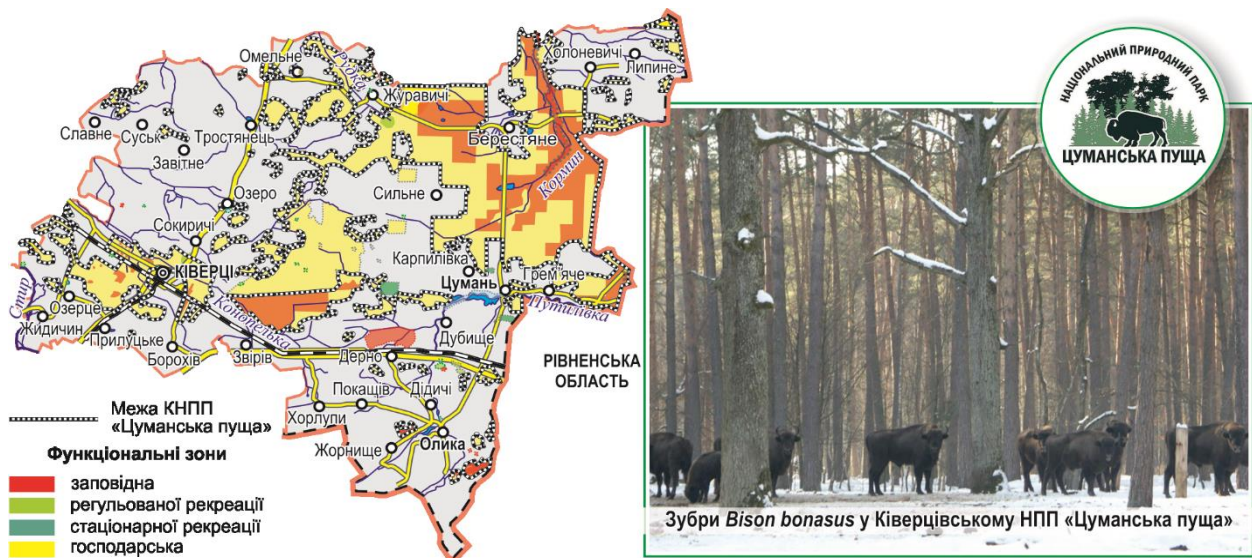 Омельне
Рудка
Журавичі
Холоневичі
Липине
Славне
Суськ
Тростянець
Завітне
Берестяне
Кормин
Озеро
Сильне
Сокиричі
КІВЕРЦІ
Карпилівка
Цумань
Грем'яче
Путилівка
Стир
Озерце
Жидичин
Прилуцьке
Борохів
Конопелька
Звірів
Дубище
Дерно
Покащів
Дідичі
Хорлупи
Жорнище
Олика
РІВНЕНСЬКА
ОБЛАСТЬ
Межа КНПП
«Цуманська пуща»
Функціональні зони
заповідна
регульованої рекреації
стаціонарної рекреації
господарська
НАЦІОНАЛЬНИЙ ПРИРОДНИЙ ПАРК
ЦУМАНСЬКА ПУЩА
Зубри Bison bonasus у Ківерцівському НПП «Цуманська пуща»